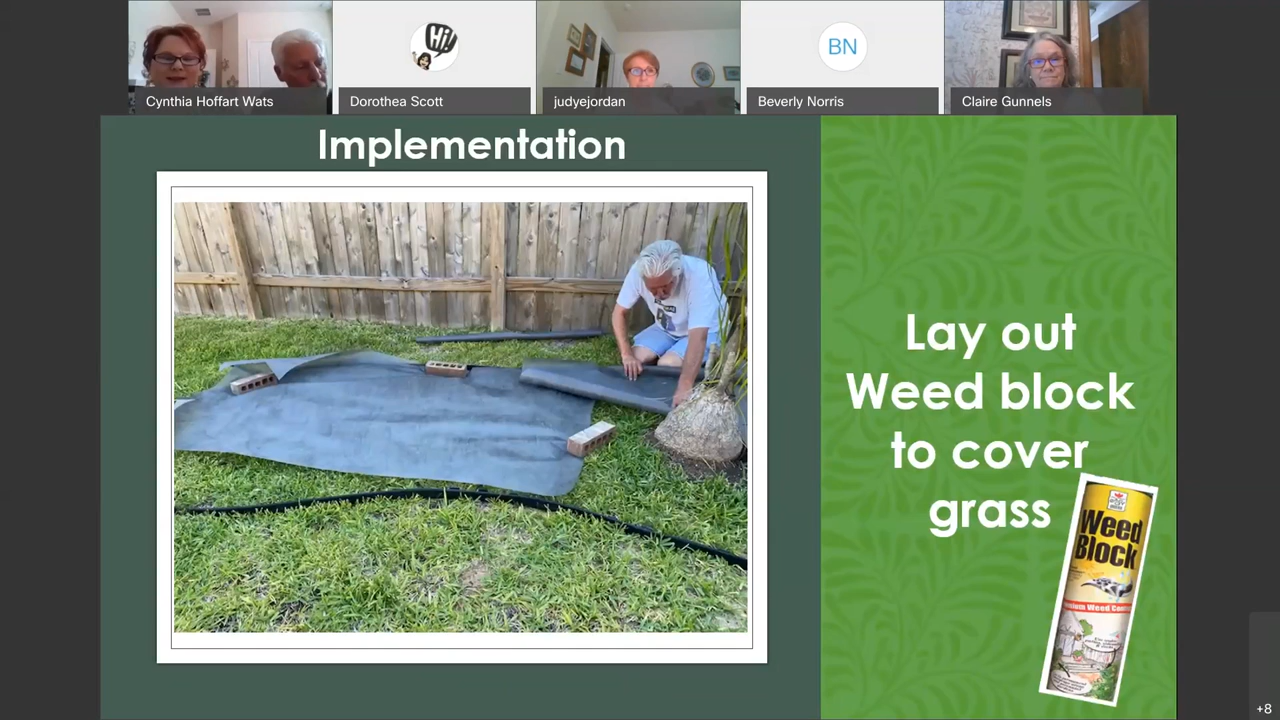 Cynthia Hoffart Wats
Dorothea Scott
judyejordan
Beverly Norris
Claire Gunnels
Hi!
BN
Implementation
Lay out
Weed block
to cover
grass
Weed
Block
+8